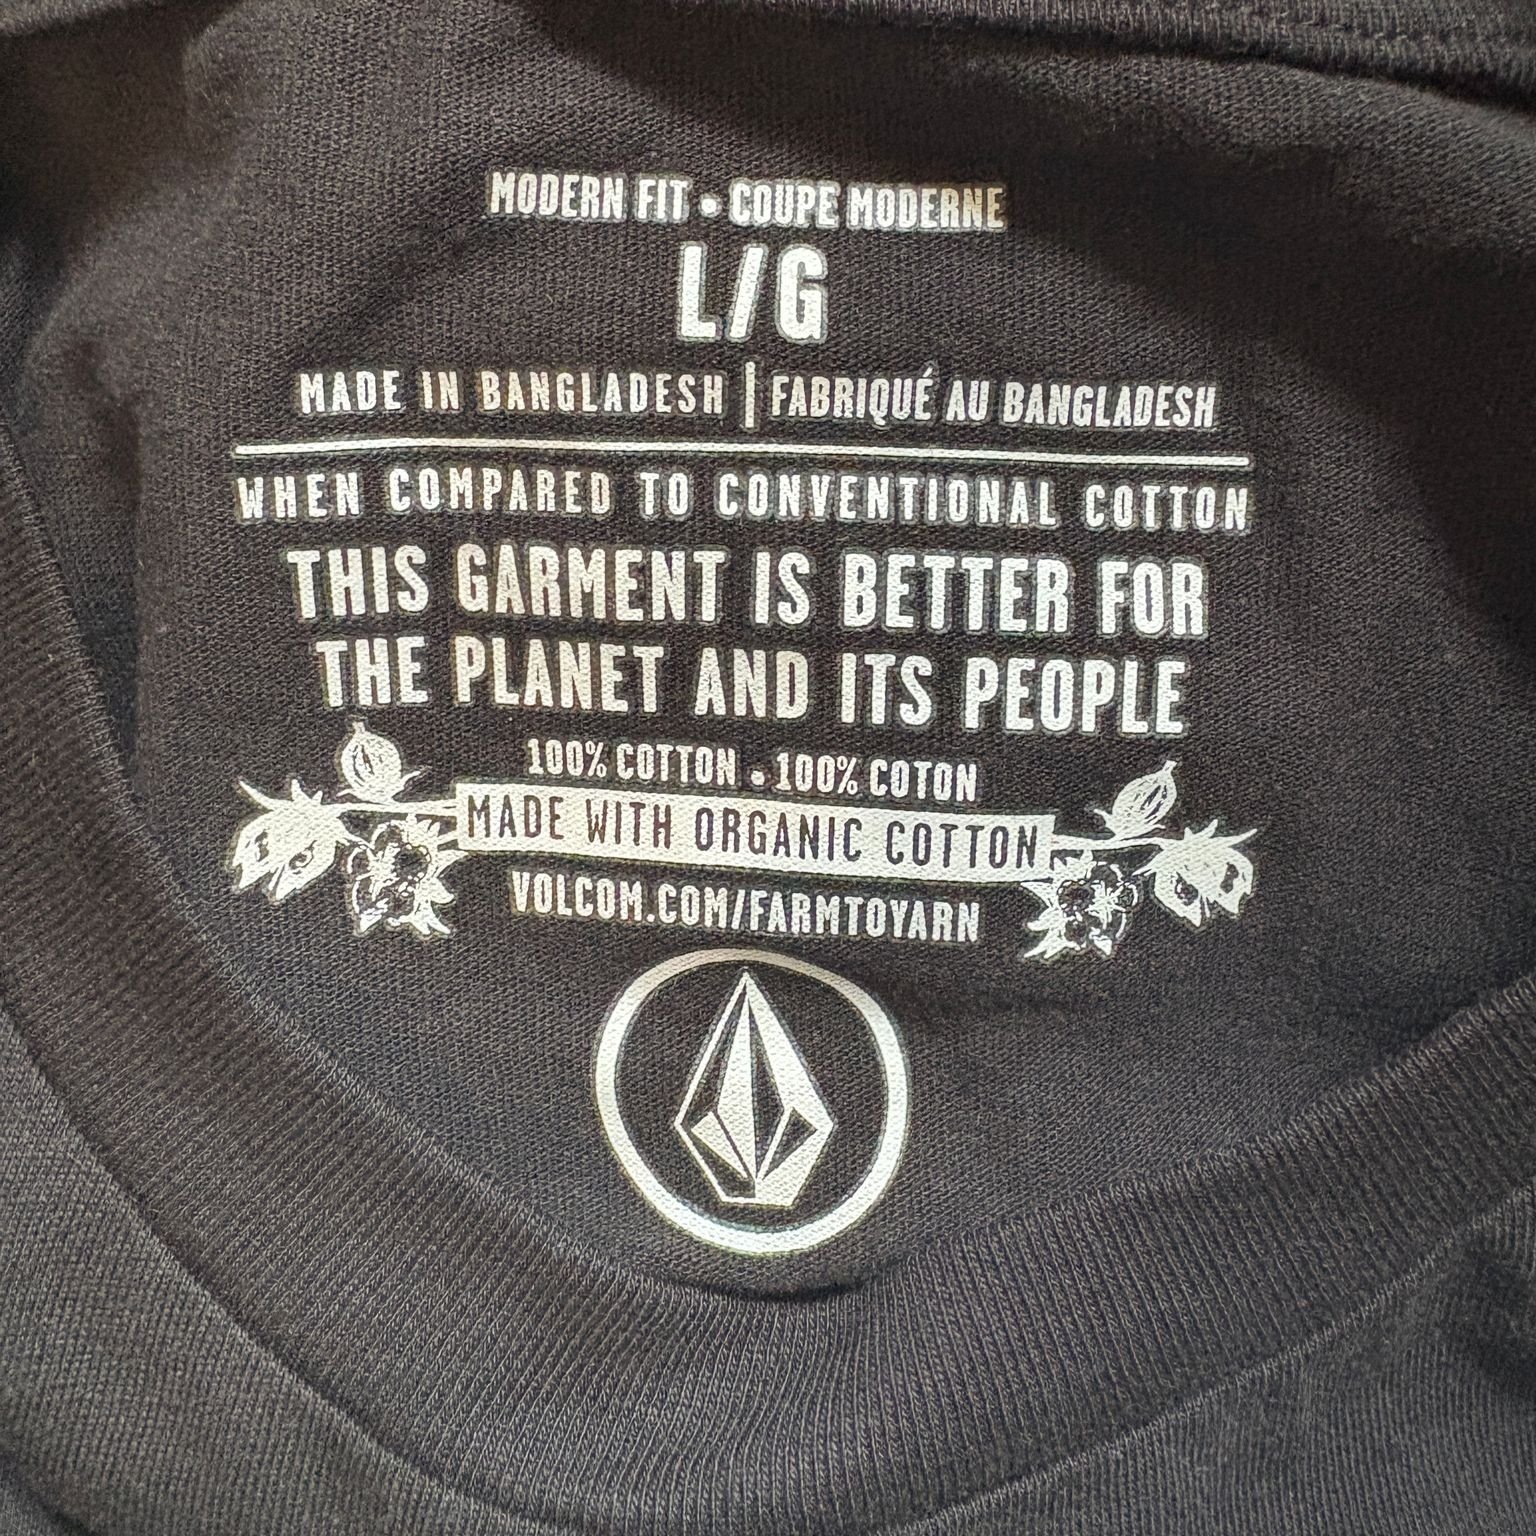 MODERN FIT • COUPE MODERNE
L/G
MADE IN BANGLADESH | FABRIQUÉ AU BANGLADESH
WHEN COMPARED TO CONVENTIONAL COTTON
THIS GARMENT IS BETTER FOR
THE PLANET AND ITS PEOPLE
100% COTTON • 100% COTON
MADE WITH ORGANIC COTTON
VOLCOM.COM/FARMTOYARN